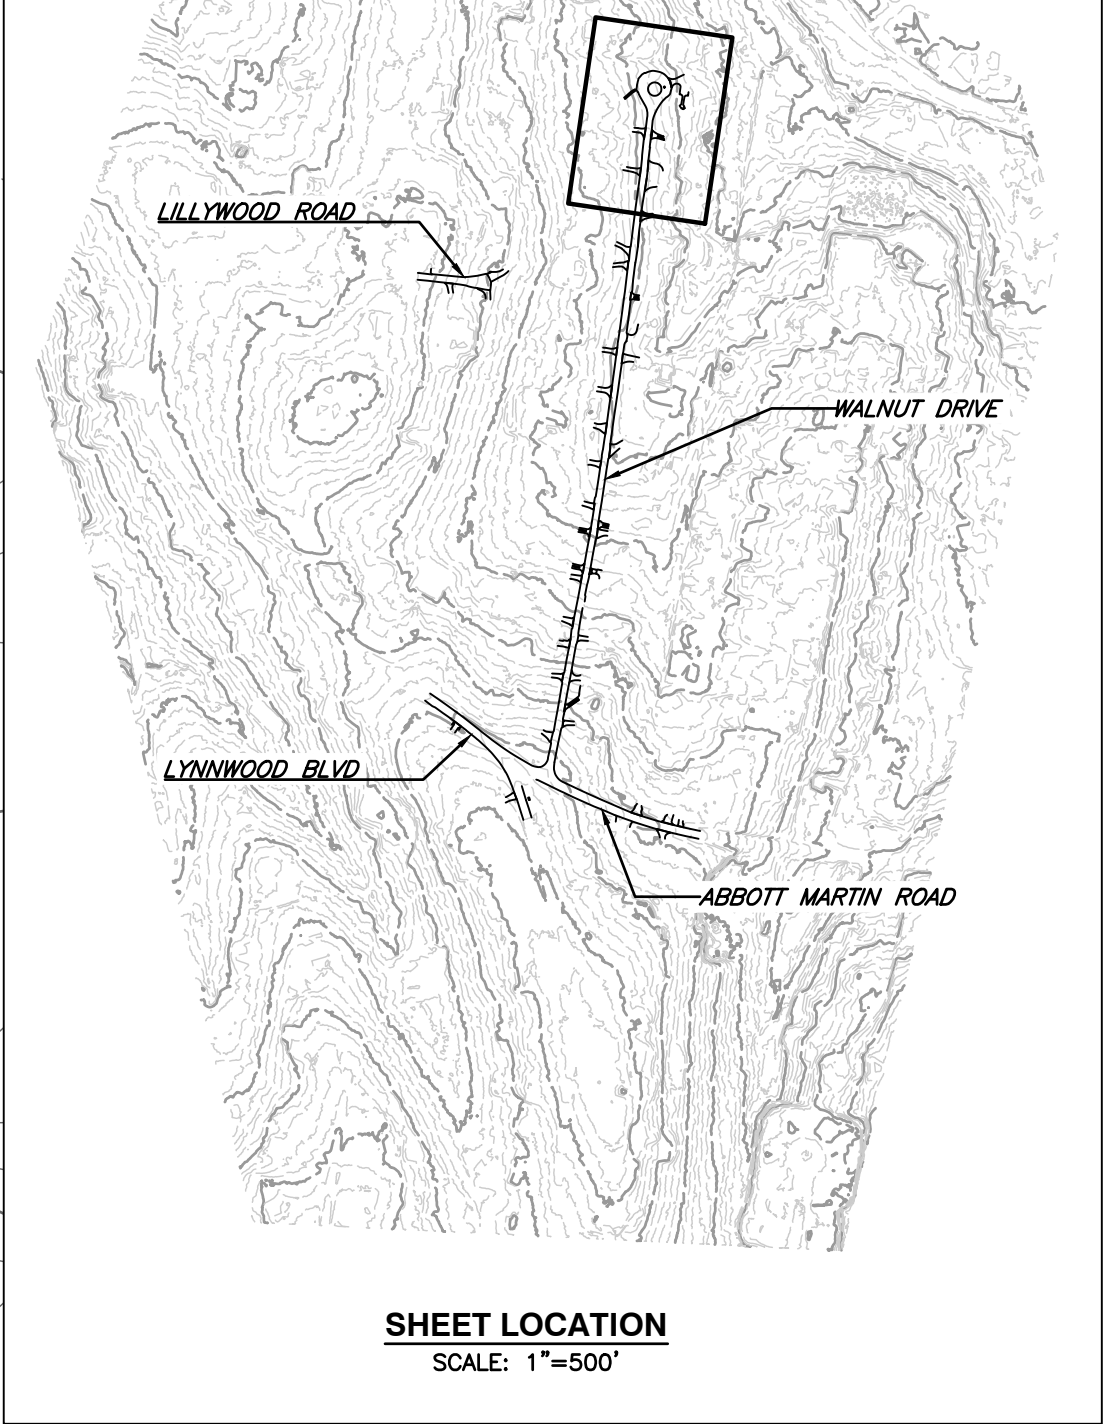 LILLYWOOD ROAD
WALNUT DRIVE
LYNNWOOD BLVD
ABBOTT MARTIN ROAD
SHEET LOCATION
SCALE: 1"=500'